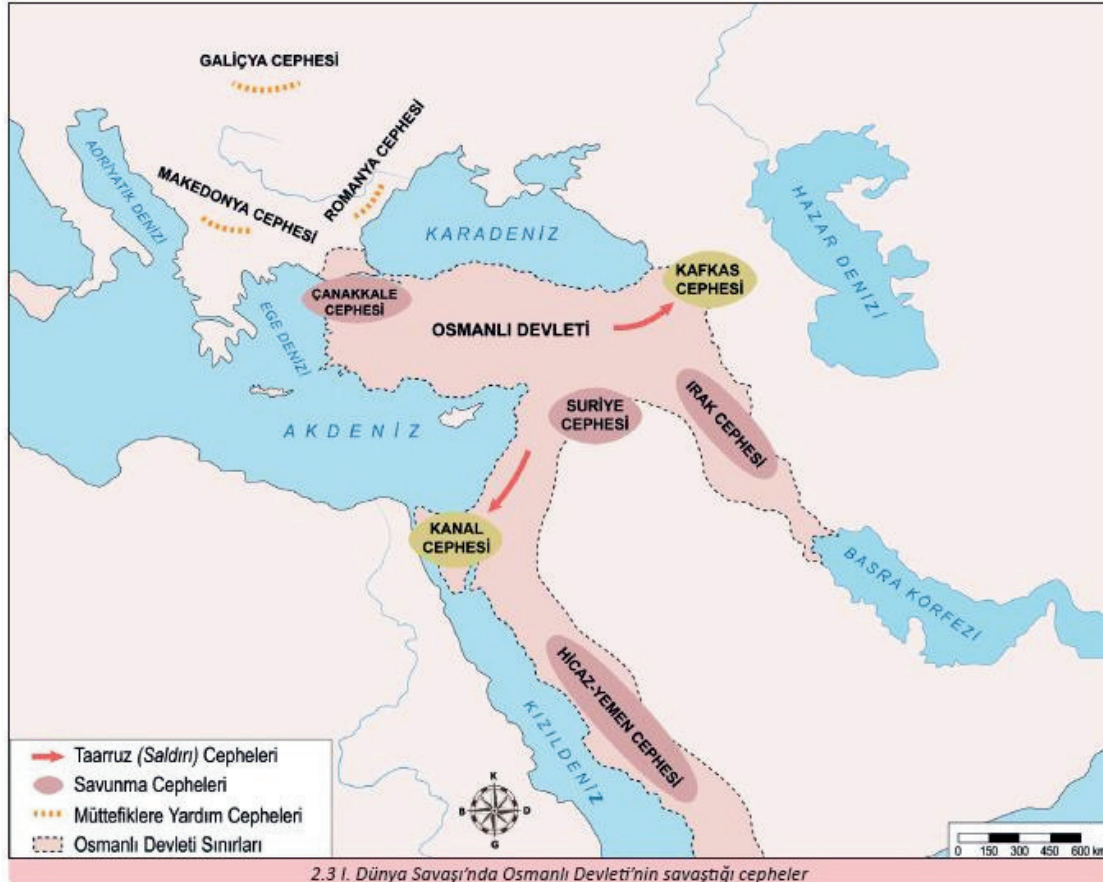 GALİÇYA CEPHESİ
ADRİYATİK DENİZİ
MAKEDONYA CEPHESİ
ROMANYA CEPHESİ
KARADENİZ
HAZAR DENİZİ
KAFKAS
CEPHESİ
ÇANAKKALE
CEPHESİ
EGE DENİZİ
OSMANLI DEVLETİ
SURİYE
CEPHESİ
IRAK CEPHESİ
AKDENİZ
KANAL
CEPHESİ
BASRA KÖRFEZİ
HİCAZ-YEMEN CEPHESİ
KIZILDENİZ
Taarruz (Saldırı) Cepheleri
Savunma Cepheleri
Müttefiklere Yardım Cepheleri
Osmanlı Devleti Sınırları
K
B D
G
0 150 300 450 600 km
2.3 I. Dünya Savaşı'nda Osmanlı Devleti'nin savaştığı cepheler